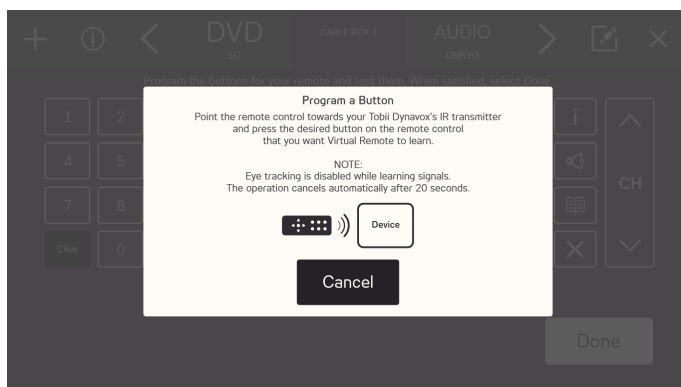 DVD
LG
CABLE BOX 1
AUDIO
ONKYO
Program the buttons for your remote and test them. When satisfied, select Done.
Program a Button
Point the remote control towards your Tobii Dynavox's IR transmitter
and press the desired button on the remote control
that you want Virtual Remote to learn.
NOTE:
Eye tracking is disabled while learning signals.
The operation cancels automatically after 20 seconds.
Device
Cancel
1
2
4
5
7
8
Clear
0
i
CH
Done